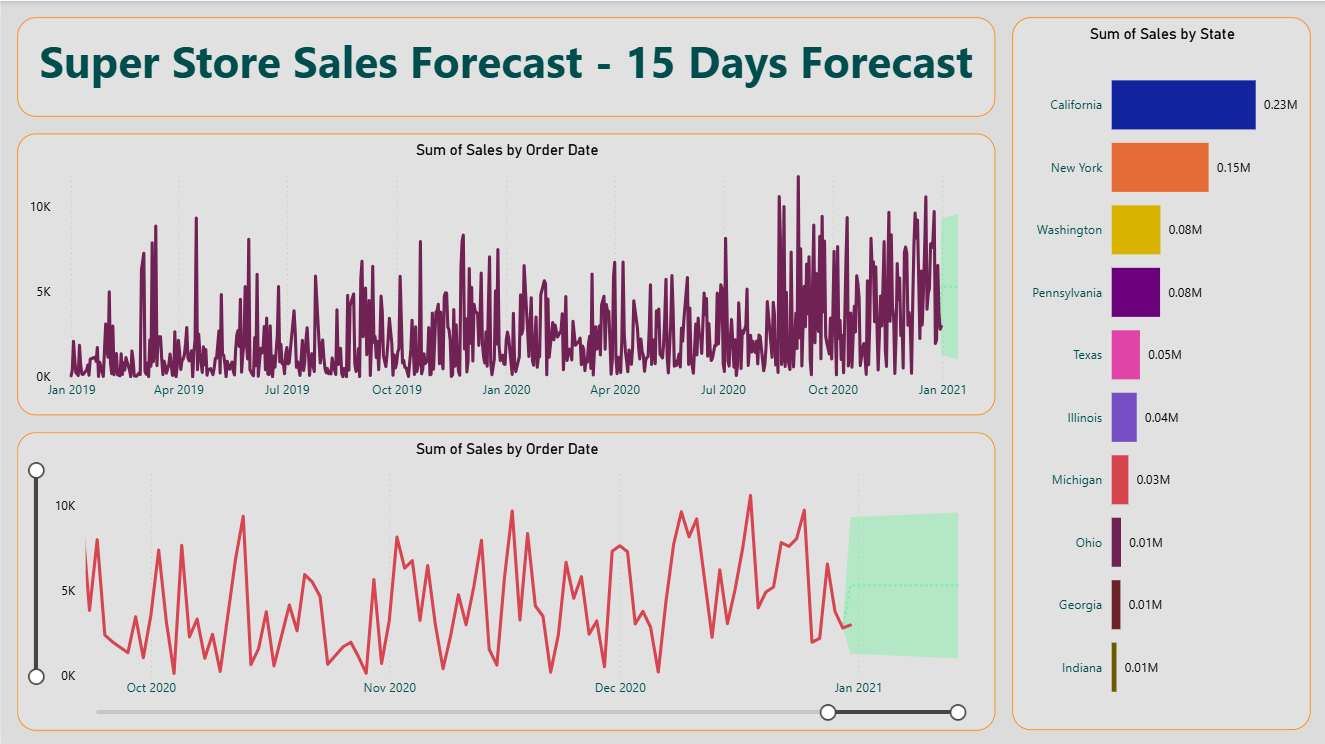 Super Store Sales Forecast - 15 Days Forecast
Sum of Sales by Order Date
10K
5K
0K
Jan 2019 Apr 2019 Jul 2019 Oct 2019 Jan 2020 Apr 2020 Jul 2020 Oct 2020 Jan 2021
Sum of Sales by Order Date
10K
5K
0K
Oct 2020 Nov 2020 Dec 2020 Jan 2021
Sum of Sales by State
California 0.23M
New York 0.15M
Washington 0.08M
Pennsylvania 0.08M
Texas 0.05M
Illinois 0.04M
Michigan 0.03M
Ohio 0.01M
Georgia 0.01M
Indiana 0.01M